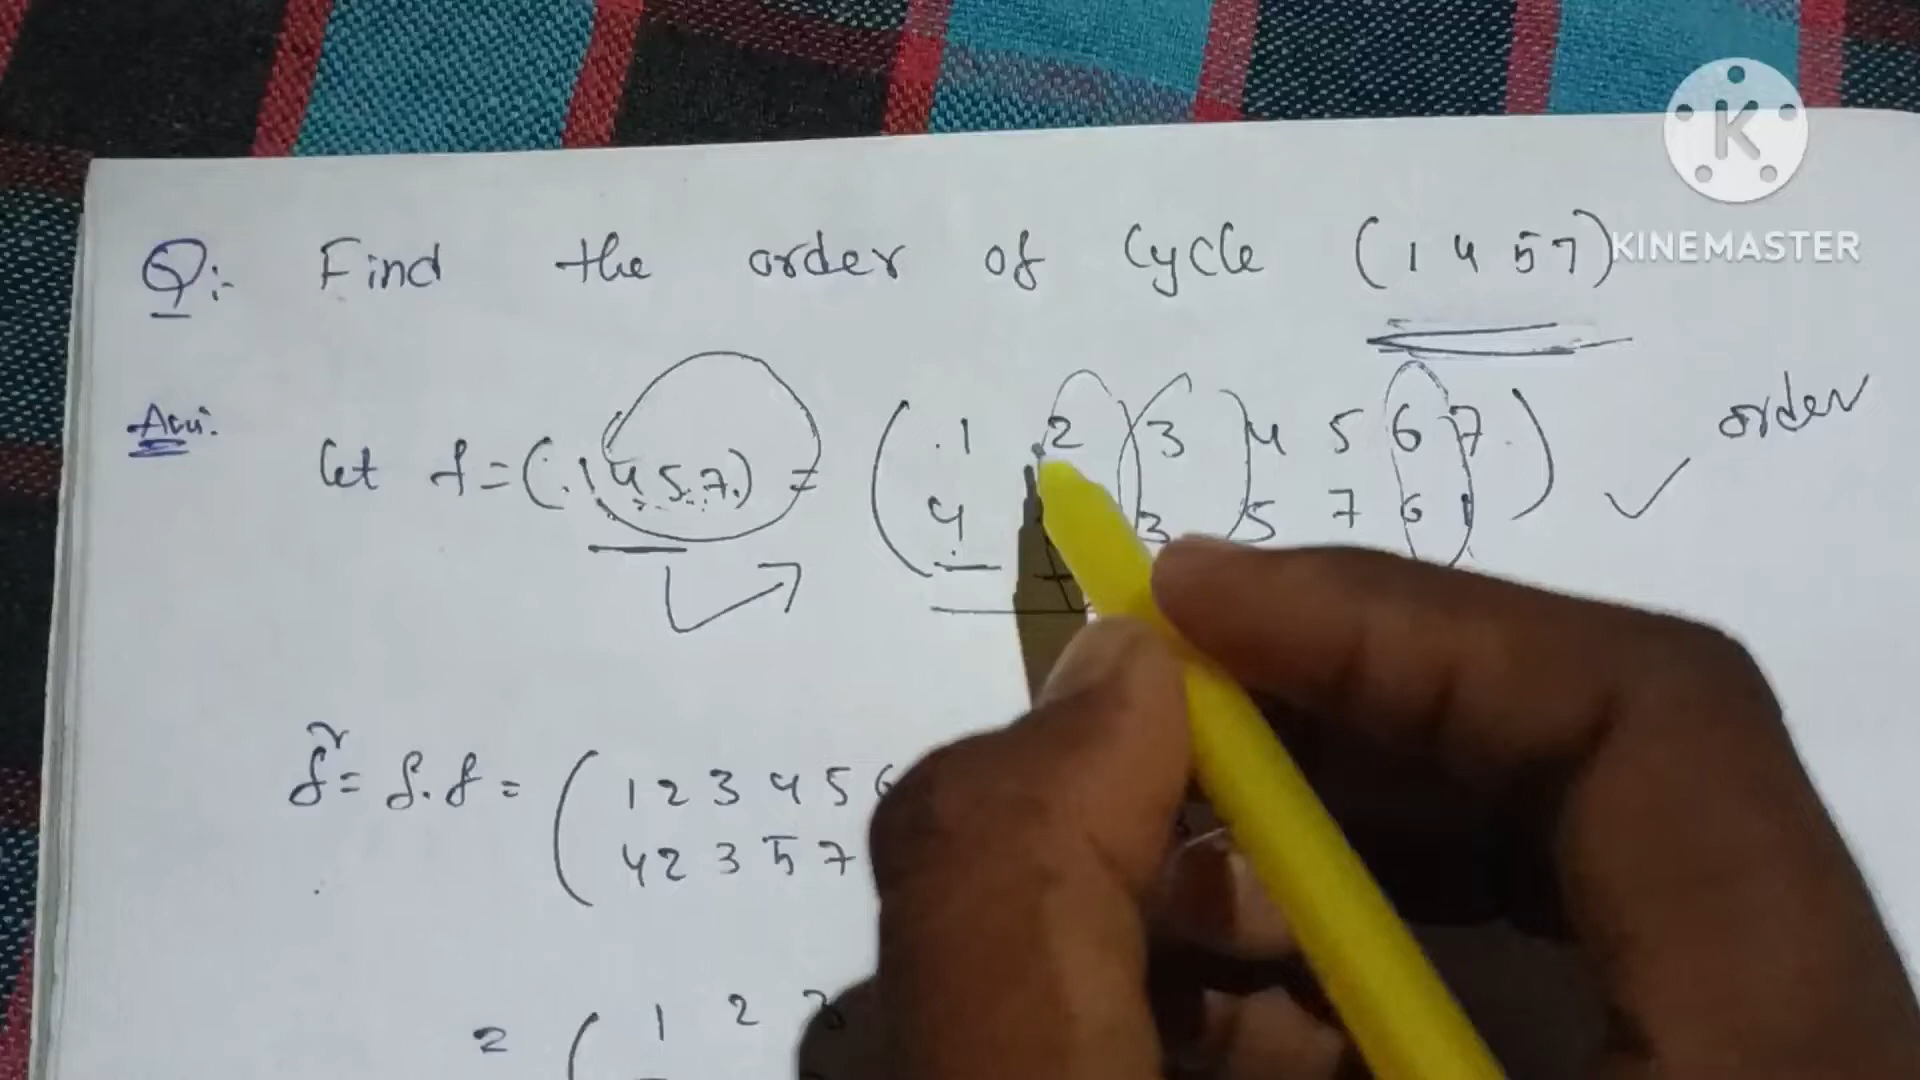 Q:- Find the order of Cycle (1 4 5 7)
KINEMASTER
Let f = (1 4 5 7) = ( 1 2 3 4 5 6 7 ) order
4 3 5 7 6 1
f² = f.f = ( 1 2 3 4 5 6
4 2 3 5 7
= ( 1 2 3